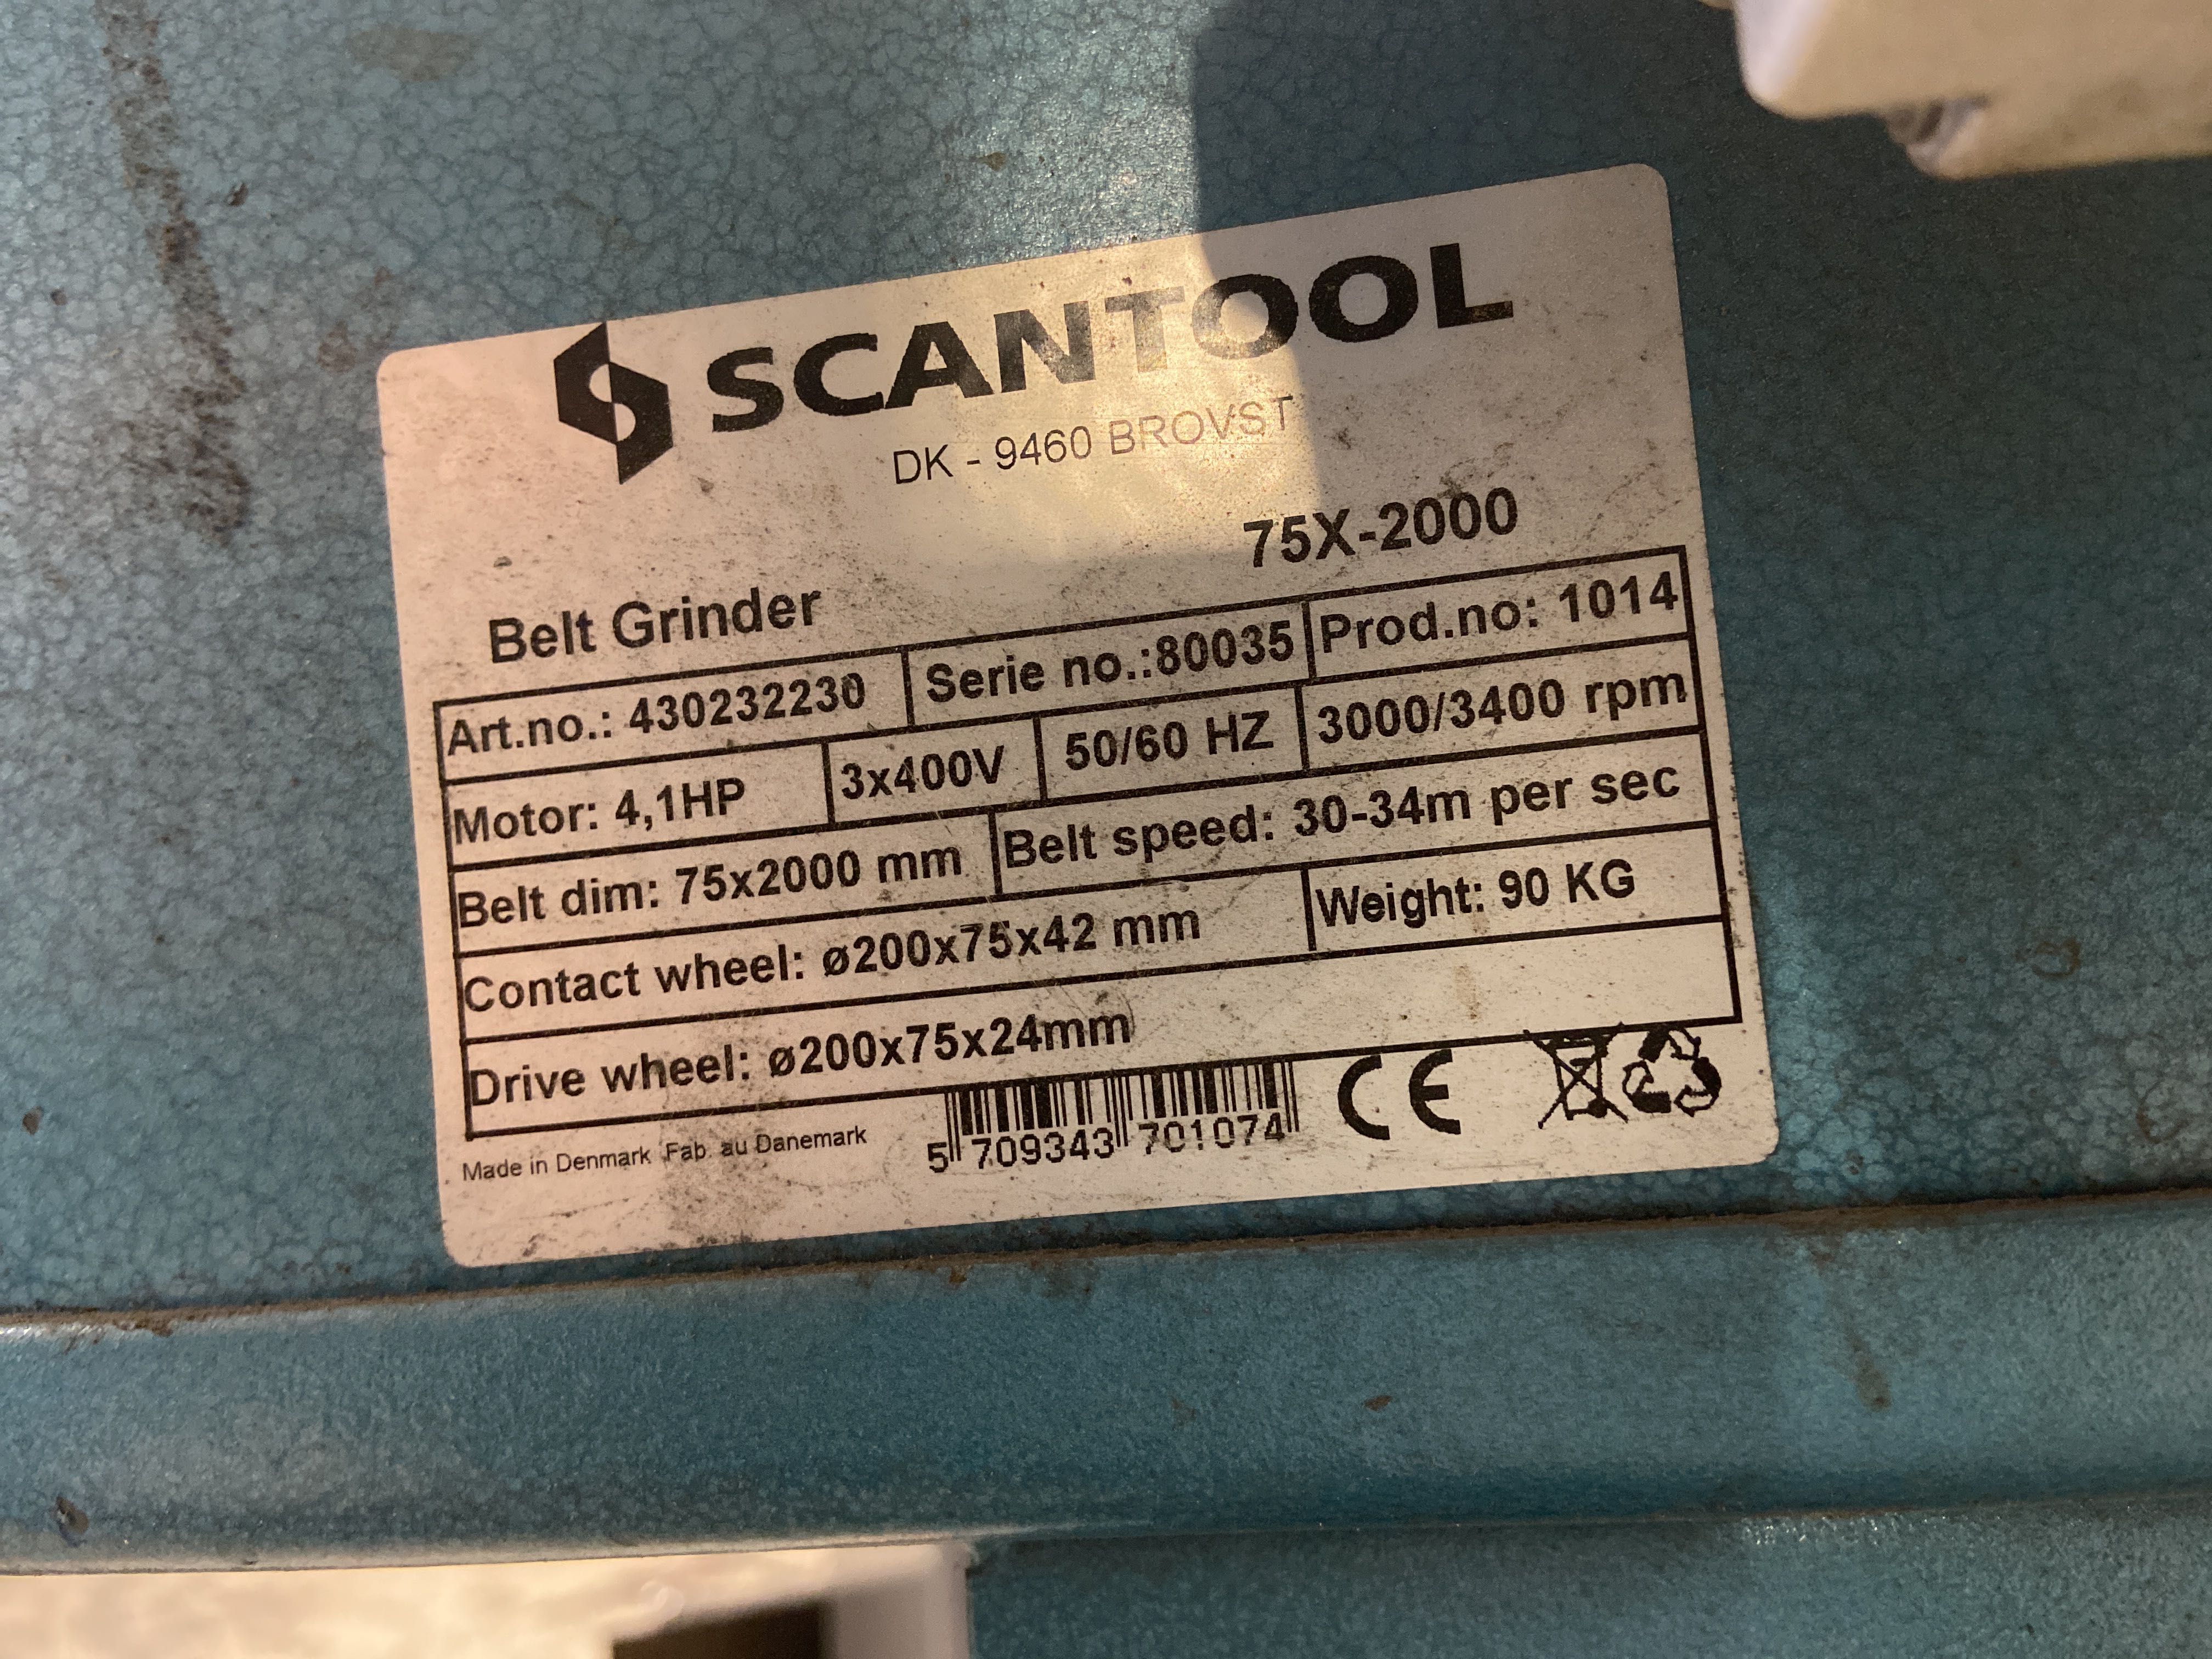 SCANTOOL
DK - 9460 BROVST
75X-2000
Belt Grinder
Art.no.: 430232230 Serie no.:80035 Prod.no: 1014
Motor: 4,1HP 3x400V 50/60 HZ 3000/3400 rpm
Belt dim: 75x2000 mm Belt speed: 30-34m per sec
Contact wheel: ø200x75x42 mm Weight: 90 KG
Drive wheel: ø200x75x24mm
Made in Denmark Fab. au Danemark
5 709343 701074 CE